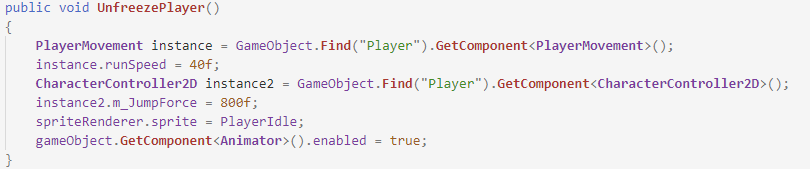 public void UnfreezePlayer()
{
    PlayerMovement instance = GameObject.Find("Player").GetComponent<PlayerMovement>();
    instance.runSpeed = 40f;
    CharacterController2D instance2 = GameObject.Find("Player").GetComponent<CharacterController2D>();
    instance2.m_JumpForce = 800f;
    spriteRenderer.sprite = PlayerIdle;
    gameObject.GetComponent<Animator>().enabled = true;
}